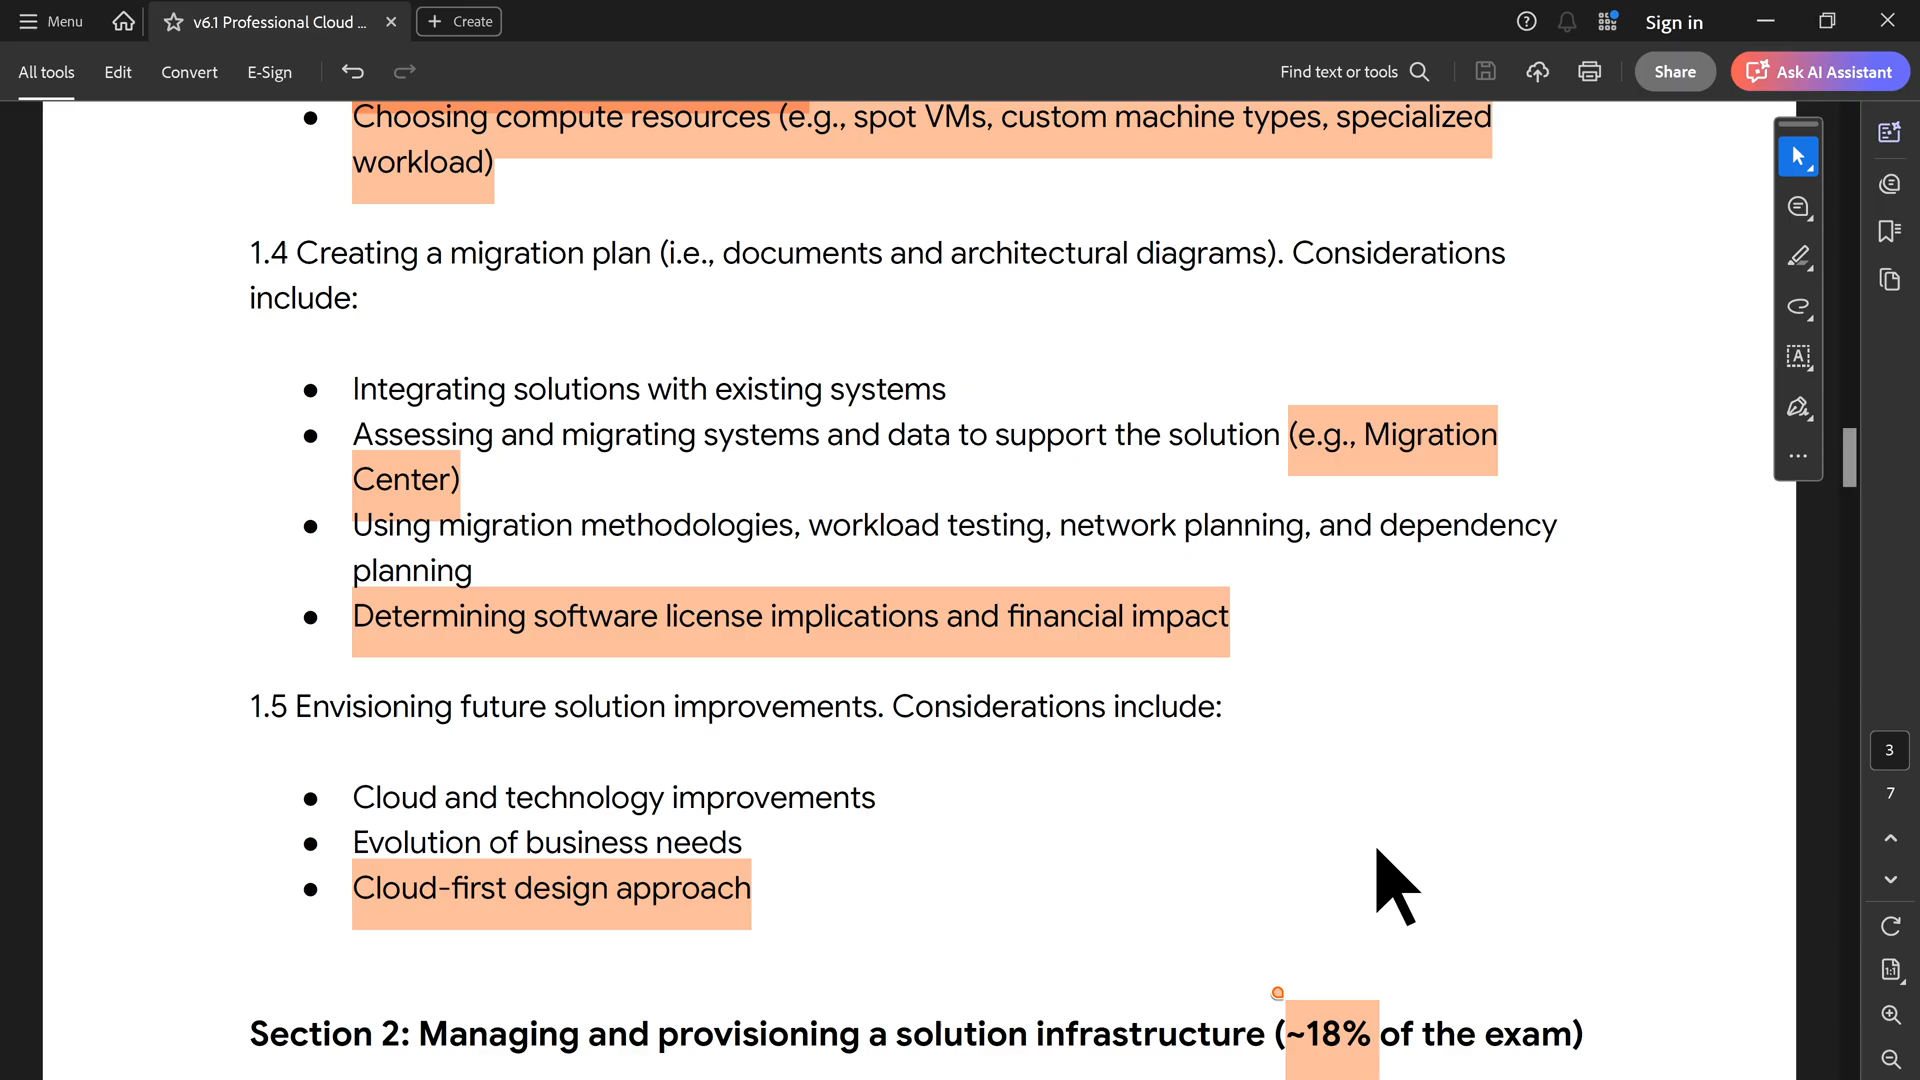 Menu
v6.1 Professional Cloud ...
Create
Sign in
All tools
Edit
Convert
E-Sign
Find text or tools
Share
Ask AI Assistant
● Choosing compute resources (e.g., spot VMs, custom machine types, specialized
workload)
1.4 Creating a migration plan (i.e., documents and architectural diagrams). Considerations
include:
● Integrating solutions with existing systems
● Assessing and migrating systems and data to support the solution (e.g., Migration
Center)
● Using migration methodologies, workload testing, network planning, and dependency
planning
● Determining software license implications and financial impact
1.5 Envisioning future solution improvements. Considerations include:
● Cloud and technology improvements
● Evolution of business needs
● Cloud-first design approach
Section 2: Managing and provisioning a solution infrastructure (~18% of the exam)
3
7